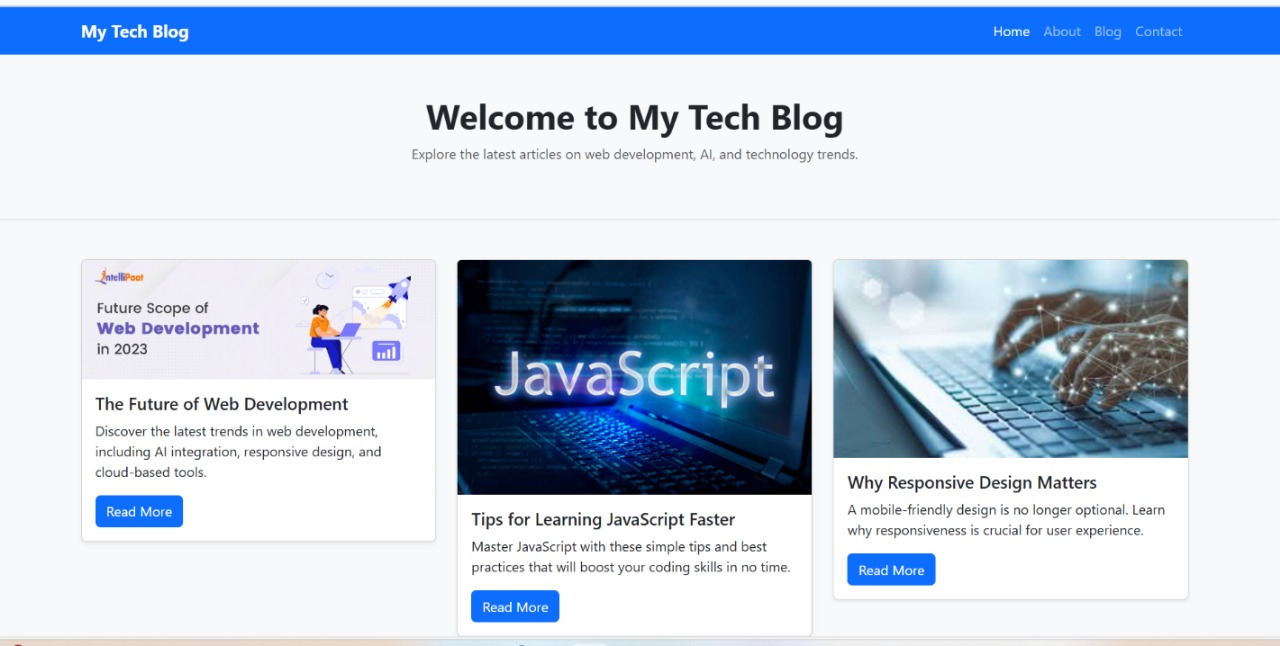 My Tech Blog
Home About Blog Contact
Welcome to My Tech Blog
Explore the latest articles on web development, AI, and technology trends.
IntelliPaat
Future Scope of
Web Development
in 2023
The Future of Web Development
Discover the latest trends in web development,
including AI integration, responsive design, and
cloud-based tools.
Read More
JavaScript
Tips for Learning JavaScript Faster
Master JavaScript with these simple tips and best
practices that will boost your coding skills in no time.
Read More
Why Responsive Design Matters
A mobile-friendly design is no longer optional. Learn
why responsiveness is crucial for user experience.
Read More